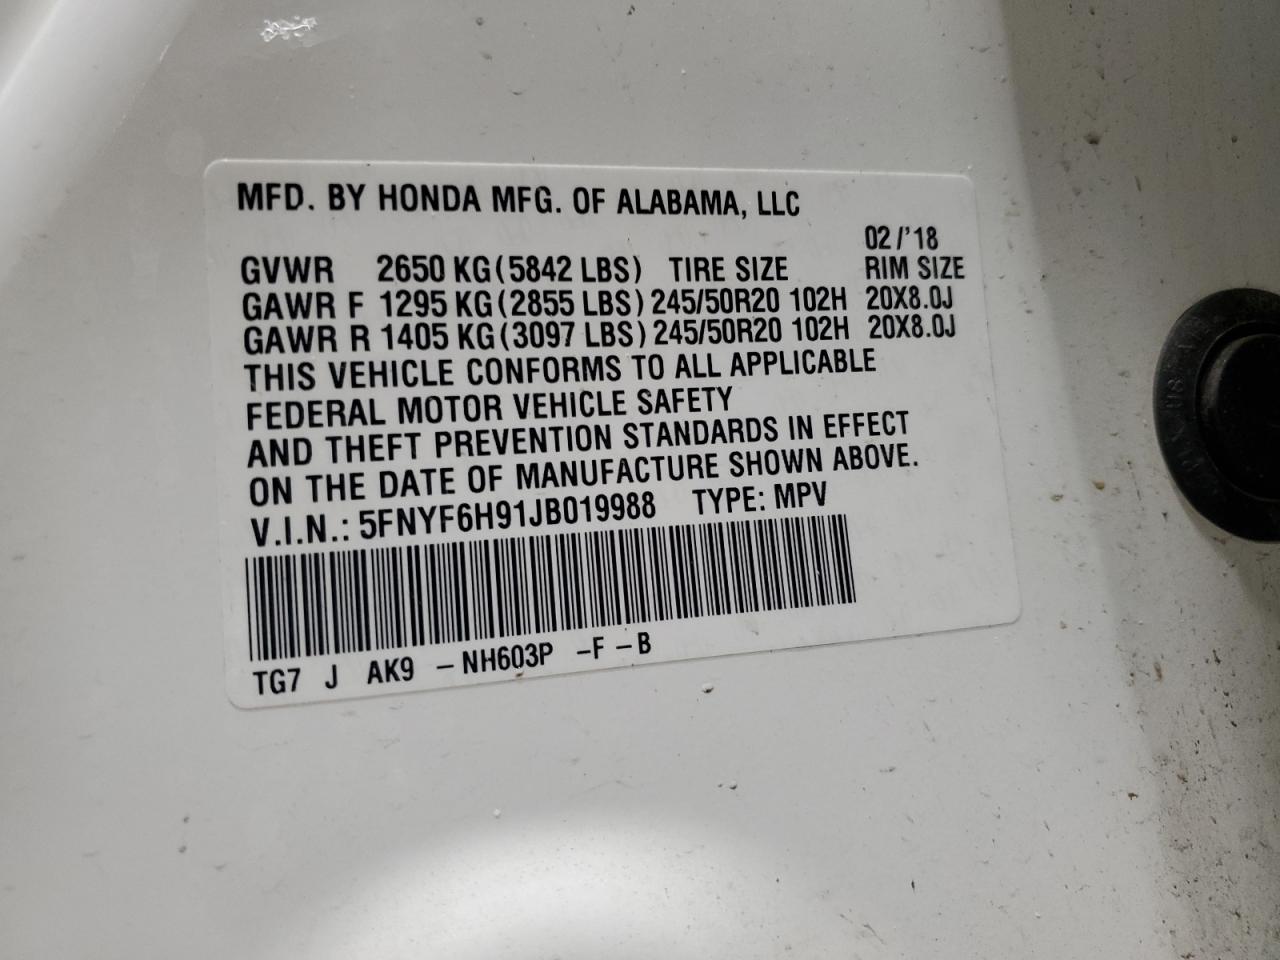 MFD. BY HONDA MFG. OF ALABAMA, LLC
02/'18
GVWR 2650 KG(5842 LBS) TIRE SIZE RIM SIZE
GAWR F 1295 KG(2855 LBS) 245/50R20 102H 20X8.0J
GAWR R 1405 KG(3097 LBS) 245/50R20 102H 20X8.0J
THIS VEHICLE CONFORMS TO ALL APPLICABLE
FEDERAL MOTOR VEHICLE SAFETY
AND THEFT PREVENTION STANDARDS IN EFFECT
ON THE DATE OF MANUFACTURE SHOWN ABOVE.
V.I.N.: 5FNYF6H91JB019988 TYPE: MPV
TG7 J AK9 -NH603P -F -B